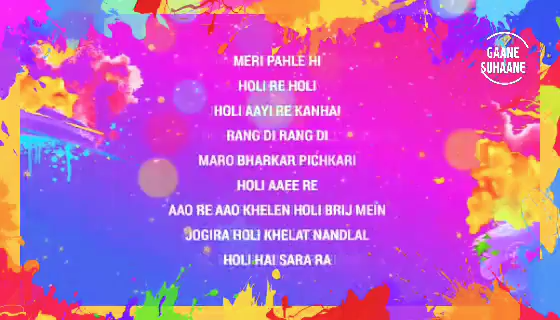 GAANE
SUHAANE
MERI PAHLE HI
HOLI RE HOLI
HOLI AAYI RE KANHAI
RANG DI RANG DI
MARO BHARKAR PICHKARI
HOLI AAEE RE
AAO RE AAO KHELEN HOLI BRIJ MEIN
JOGIRA HOLI KHELAT NANDLAL
HOLI HAI SARA RA